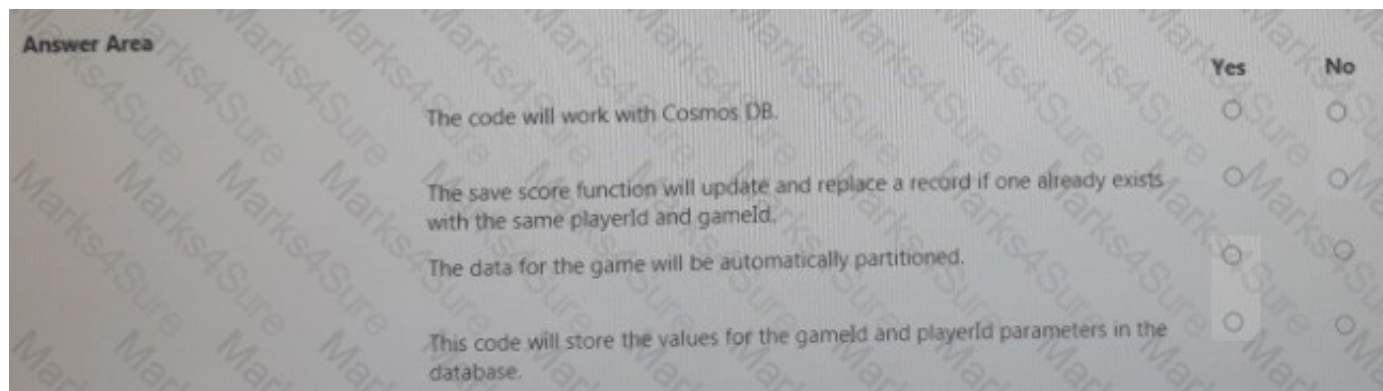 Answer Area
Yes No
The code will work with Cosmos DB.
The save score function will update and replace a record if one already exists
with the same playerId and gameId.
The data for the game will be automatically partitioned.
This code will store the values for the gameId and playerId parameters in the
database.
Marks4Sure